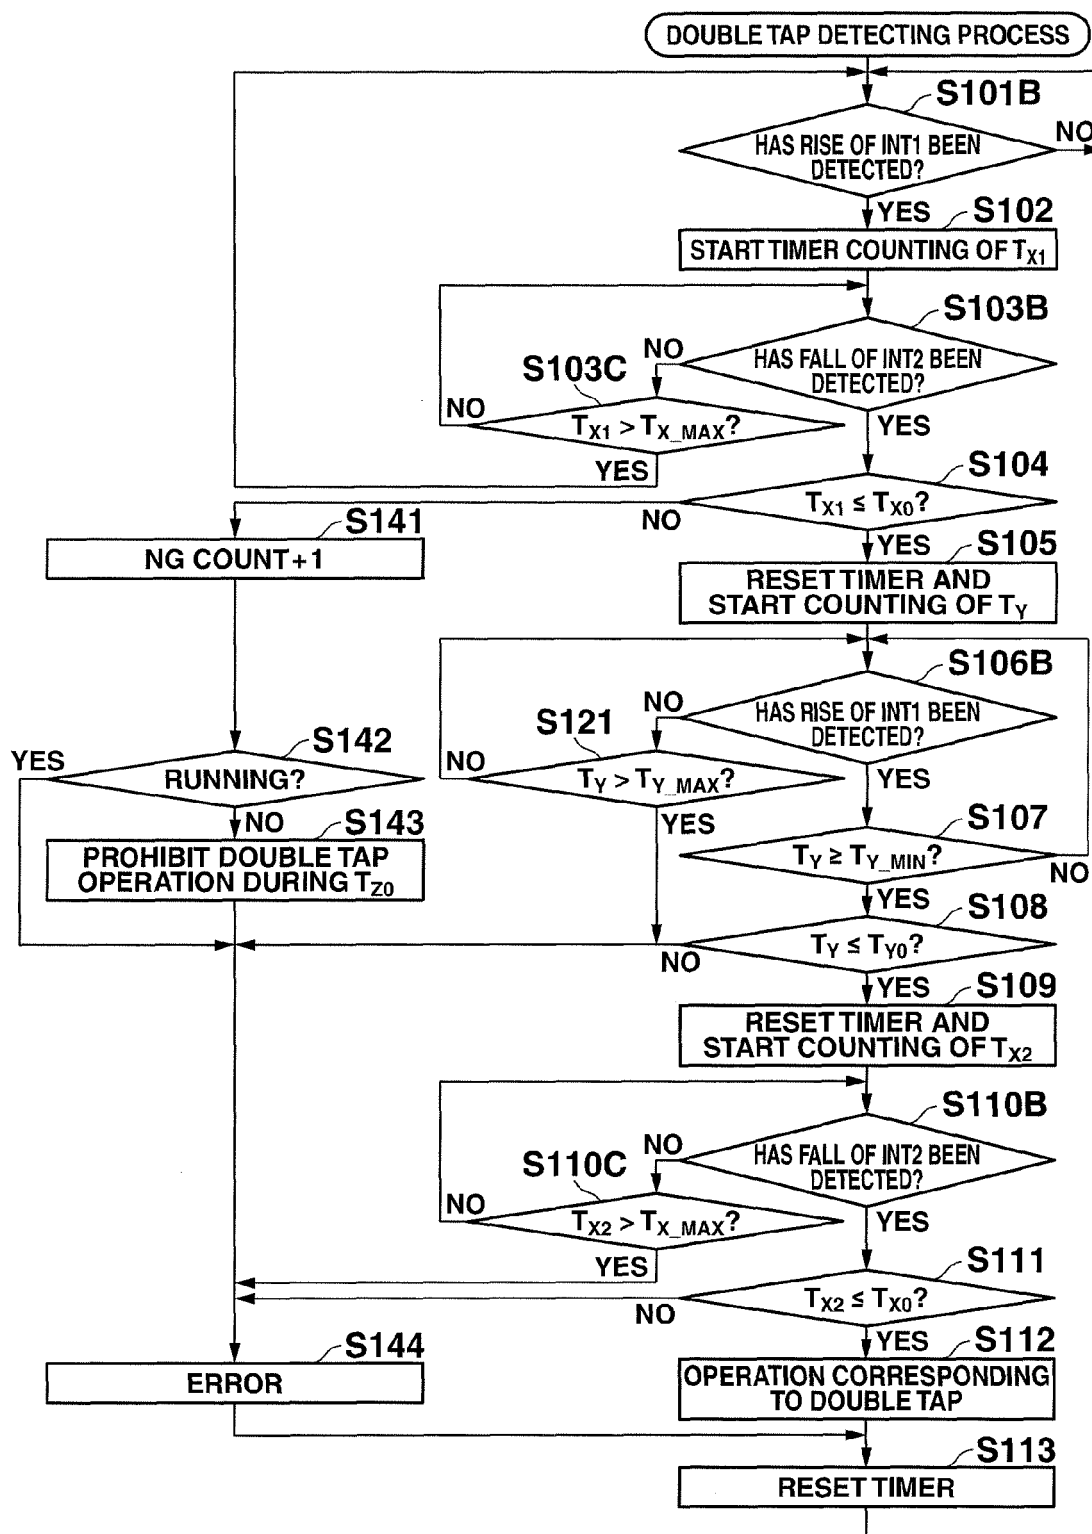 DOUBLE TAP DETECTING PROCESS
S101B
HAS RISE OF INT1 BEEN
DETECTED?
NO
YES
S102
START TIMER COUNTING OF TX1
S103B
HAS FALL OF INT2 BEEN
DETECTED?
NO
S103C
TX1 > TX_MAX?
NO
YES
YES
S104
TX1 ≤ TX0?
NO
YES
S141
NG COUNT+1
S105
RESET TIMER AND
START COUNTING OF TY
S106B
HAS RISE OF INT1 BEEN
DETECTED?
NO
S121
TY > TY_MAX?
NO
YES
YES
S142
YES
RUNNING?
NO
S143
PROHIBIT DOUBLE TAP
OPERATION DURING TZ0
S107
TY ≥ TY_MIN?
NO
YES
S108
TY ≤ TY0?
NO
YES
S109
RESET TIMER AND
START COUNTING OF TX2
S110B
HAS FALL OF INT2 BEEN
DETECTED?
NO
S110C
TX2 > TX_MAX?
NO
YES
YES
S111
TX2 ≤ TX0?
NO
YES
S144
ERROR
S112
OPERATION CORRESPONDING
TO DOUBLE TAP
S113
RESET TIMER